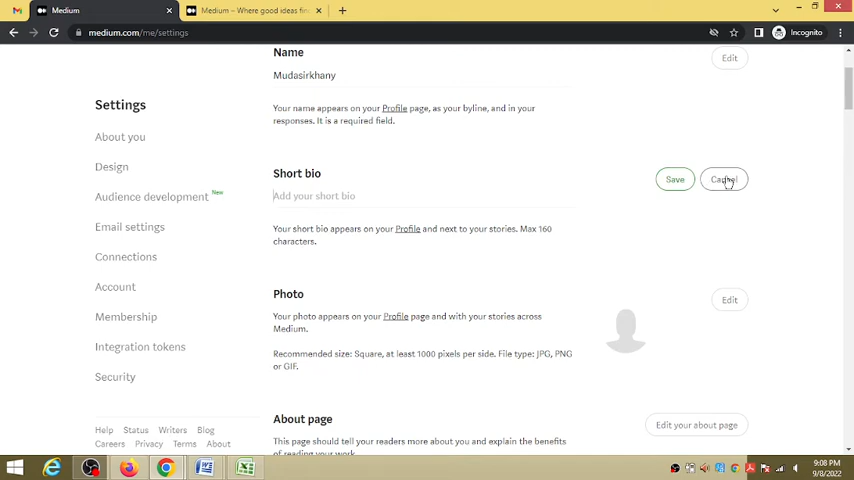 Medium
Medium – Where good ideas fin
medium.com/me/settings
Incognito
Name
Edit
Mudasirkhany
Settings
Your name appears on your Profile page, as your byline, and in your
responses. It is a required field.
About you
Design
Short bio
Save
Cancel
Audience development New
Add your short bio
Email settings
Your short bio appears on your Profile and next to your stories. Max 160
characters.
Connections
Account
Photo
Edit
Membership
Your photo appears on your Profile page and with your stories across
Medium.
Integration tokens
Recommended size: Square, at least 1000 pixels per side. File type: JPG, PNG
or GIF.
Security
About page
Edit your about page
Help Status Writers Blog
Careers Privacy Terms About
This page should tell your readers more about you and explain the benefits
of reading your work.
9:08 PM
9/8/2022